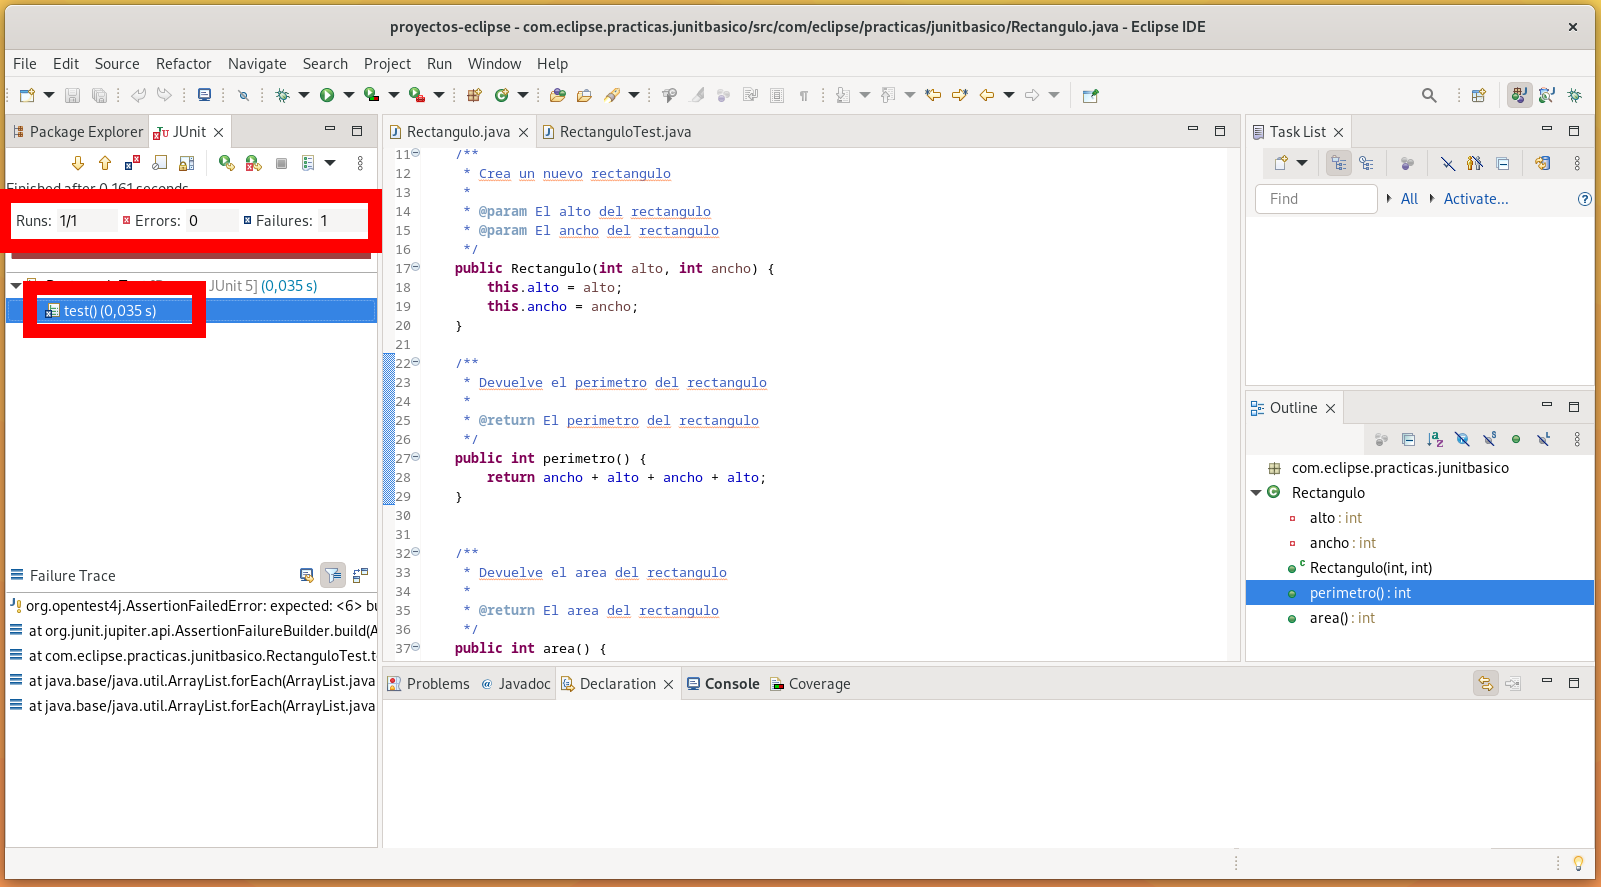 proyectos-eclipse - com.eclipse.practicas.junitbasico/src/com/eclipse/practicas/junitbasico/Rectangulo.java - Eclipse IDE
File Edit Source Refactor Navigate Search Project Run Window Help
Package Explorer JUnit
Finished after 0,161 seconds
Runs: 1/1 Errors: 0 Failures: 1
JUnit 5] (0,035 s)
test() (0,035 s)
Failure Trace
org.opentest4j.AssertionFailedError: expected: <6> bu
at org.junit.jupiter.api.AssertionFailureBuilder.build(A
at com.eclipse.practicas.junitbasico.RectanguloTest.t
at java.base/java.util.ArrayList.forEach(ArrayList.java
at java.base/java.util.ArrayList.forEach(ArrayList.java
Rectangulo.java RectanguloTest.java
11 /**
12 * Crea un nuevo rectangulo
13 *
14 * @param El alto del rectangulo
15 * @param El ancho del rectangulo
16 */
17 public Rectangulo(int alto, int ancho) {
18 this.alto = alto;
19 this.ancho = ancho;
20 }
21
22 /**
23 * Devuelve el perimetro del rectangulo
24 *
25 * @return El perimetro del rectangulo
26 */
27 public int perimetro() {
28 return ancho + alto + ancho + alto;
29 }
30
31
32 /**
33 * Devuelve el area del rectangulo
34 *
35 * @return El area del rectangulo
36 */
37 public int area() {
Problems Javadoc Declaration Console Coverage
Task List
Find All Activate...
Outline
com.eclipse.practicas.junitbasico
Rectangulo
alto : int
ancho : int
Rectangulo(int, int)
perimetro() : int
area() : int